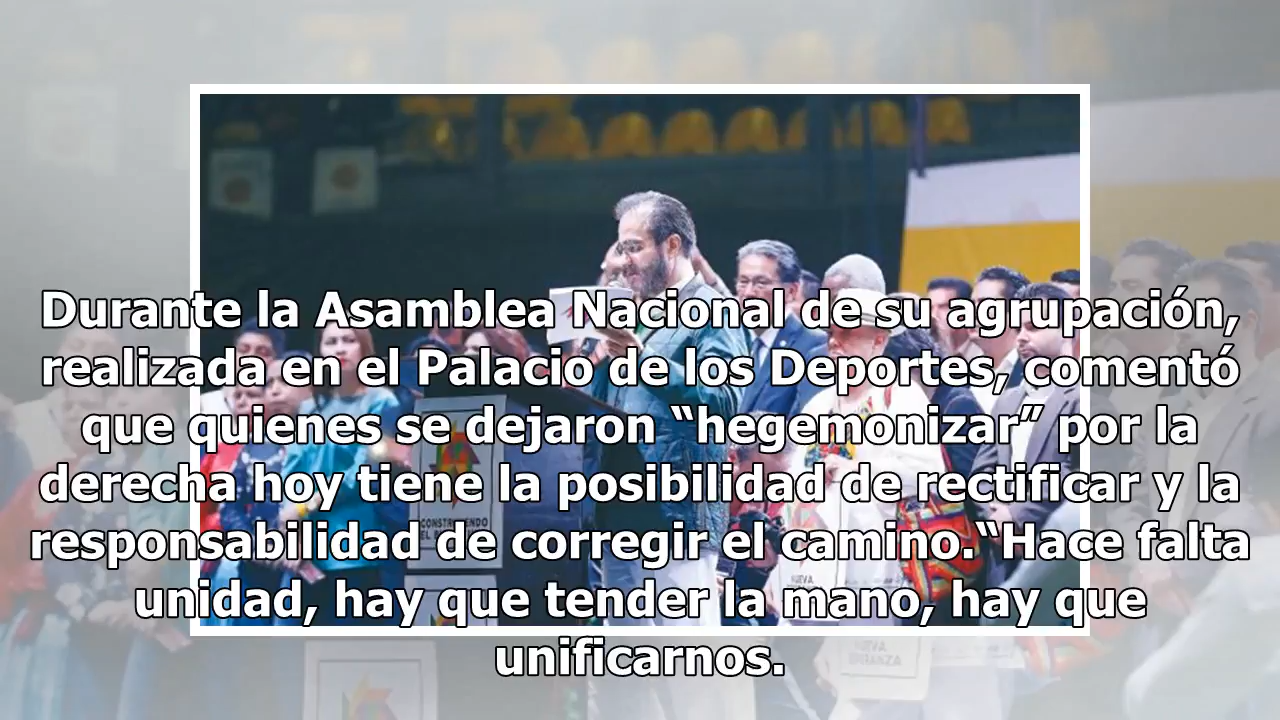 Durante la Asamblea Nacional de su agrupación,
realizada en el Palacio de los Deportes, comentó
que quienes se dejaron “hegemonizar” por la
derecha hoy tiene la posibilidad de rectificar y la
responsabilidad de corregir el camino.“Hace falta
unidad, hay que tender la mano, hay que
unificarnos.
NUEVA